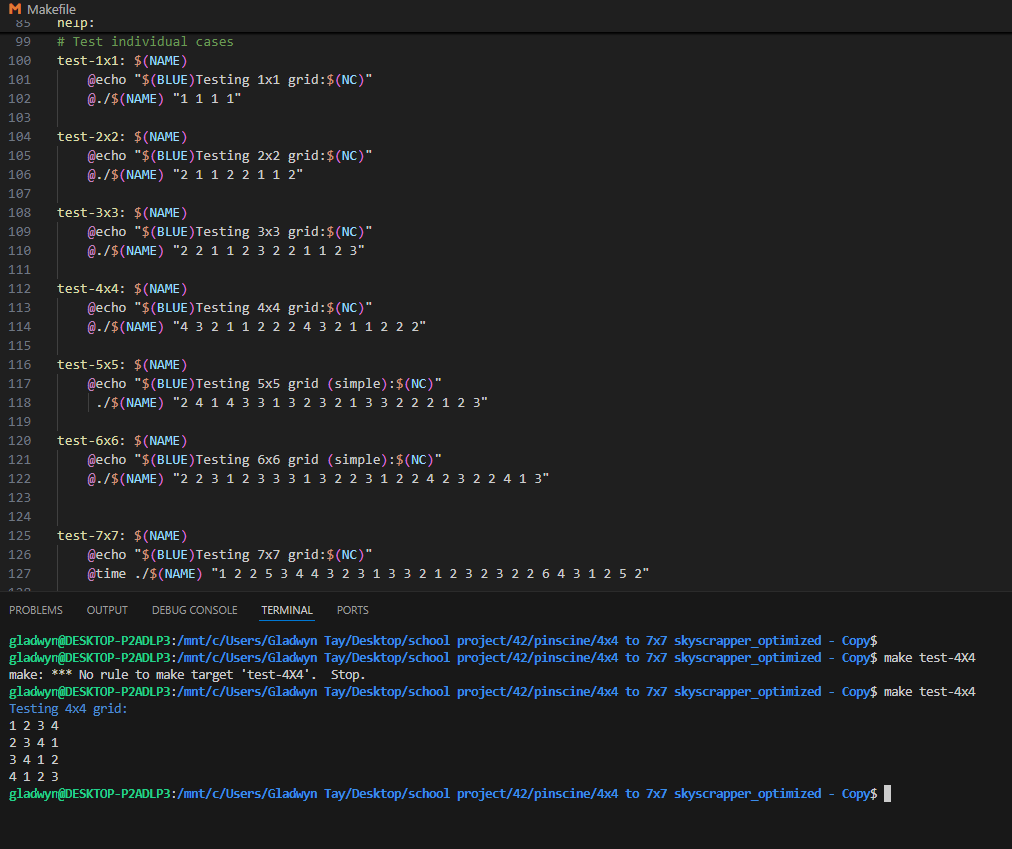 Makefile
85 help:
99 # Test individual cases
100 test-1x1: $(NAME)
101 @echo "$(BLUE)Testing 1x1 grid:$(NC)"
102 @./$(NAME) "1 1 1 1"
103
104 test-2x2: $(NAME)
105 @echo "$(BLUE)Testing 2x2 grid:$(NC)"
106 @./$(NAME) "2 1 1 2 2 1 1 2"
107
108 test-3x3: $(NAME)
109 @echo "$(BLUE)Testing 3x3 grid:$(NC)"
110 @./$(NAME) "2 2 1 1 2 3 2 2 1 1 2 3"
111
112 test-4x4: $(NAME)
113 @echo "$(BLUE)Testing 4x4 grid:$(NC)"
114 @./$(NAME) "4 3 2 1 1 2 2 2 4 3 2 1 1 2 2 2"
115
116 test-5x5: $(NAME)
117 @echo "$(BLUE)Testing 5x5 grid (simple):$(NC)"
118 ./$(NAME) "2 4 1 4 3 3 1 3 2 3 2 1 3 3 2 2 2 1 2 3"
119
120 test-6x6: $(NAME)
121 @echo "$(BLUE)Testing 6x6 grid (simple):$(NC)"
122 @./$(NAME) "2 2 3 1 2 3 3 3 1 3 2 2 3 1 2 2 4 2 3 2 2 4 1 3"
123
124
125 test-7x7: $(NAME)
126 @echo "$(BLUE)Testing 7x7 grid:$(NC)"
127 @time ./$(NAME) "1 2 2 5 3 4 4 3 2 3 1 3 3 2 1 2 3 2 3 2 2 6 4 3 1 2 5 2"
128
PROBLEMS OUTPUT DEBUG CONSOLE TERMINAL PORTS
gladwyn@DESKTOP-P2ADLP3:/mnt/c/Users/Gladwyn Tay/Desktop/school project/42/pinscine/4x4 to 7x7 skyscrapper_optimized - Copy$
gladwyn@DESKTOP-P2ADLP3:/mnt/c/Users/Gladwyn Tay/Desktop/school project/42/pinscine/4x4 to 7x7 skyscrapper_optimized - Copy$ make test-4X4
make: *** No rule to make target 'test-4X4'.  Stop.
gladwyn@DESKTOP-P2ADLP3:/mnt/c/Users/Gladwyn Tay/Desktop/school project/42/pinscine/4x4 to 7x7 skyscrapper_optimized - Copy$ make test-4x4
Testing 4x4 grid:
1 2 3 4
2 3 4 1
3 4 1 2
4 1 2 3
gladwyn@DESKTOP-P2ADLP3:/mnt/c/Users/Gladwyn Tay/Desktop/school project/42/pinscine/4x4 to 7x7 skyscrapper_optimized - Copy$